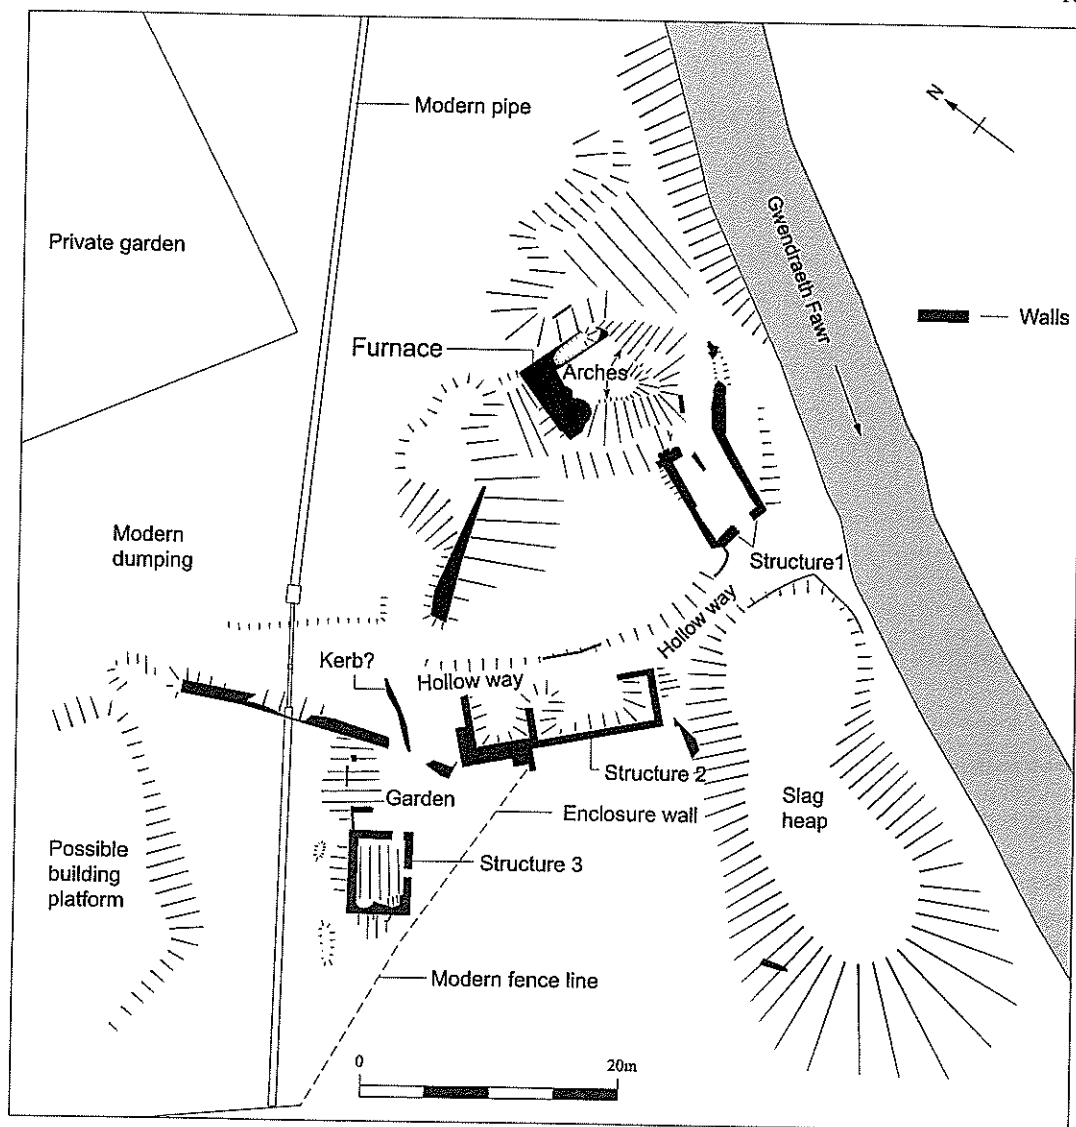 Modern pipe
N
Private garden
Gwendraeth Fawr
Walls
Furnace
Arches
Modern
dumping
Structure1
Hollow way
Kerb?
Hollow way
Structure 2
Garden
Enclosure wall
Slag
heap
Possible
building
platform
Structure 3
Modern fence line
0
20m